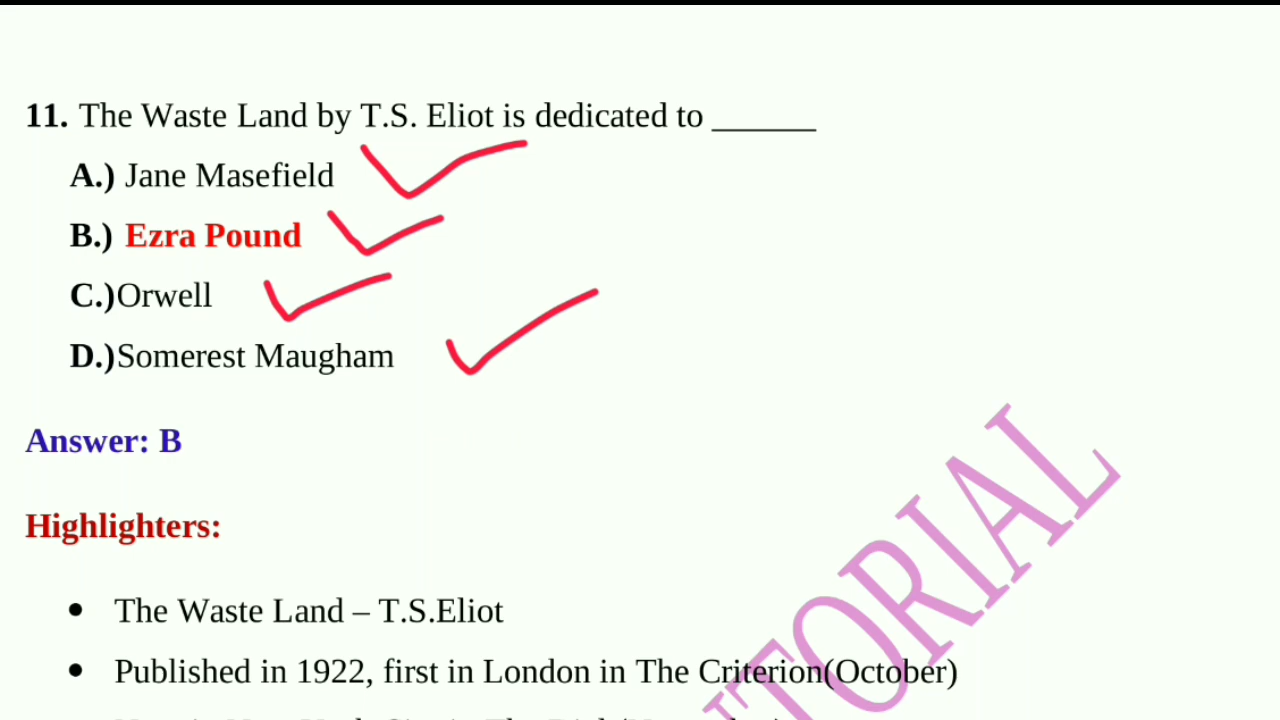 11. The Waste Land by T.S. Eliot is dedicated to ______
A.) Jane Masefield
B.) Ezra Pound
C.)Orwell
D.)Somerest Maugham
Answer: B
Highlighters:
TORIAL
The Waste Land – T.S.Eliot
Published in 1922, first in London in The Criterion(October)